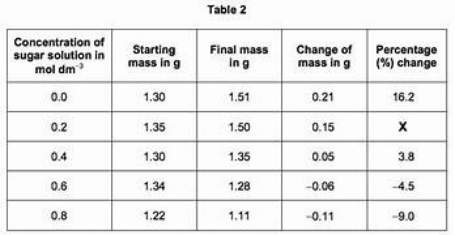 Table 2
Concentration of sugar solution in mol dm⁻³ Starting mass in g Final mass in g Change of mass in g Percentage (%) change
0.0 1.30 1.51 0.21 16.2
0.2 1.35 1.50 0.15 X
0.4 1.30 1.35 0.05 3.8
0.6 1.34 1.28 –0.06 –4.5
0.8 1.22 1.11 –0.11 –9.0